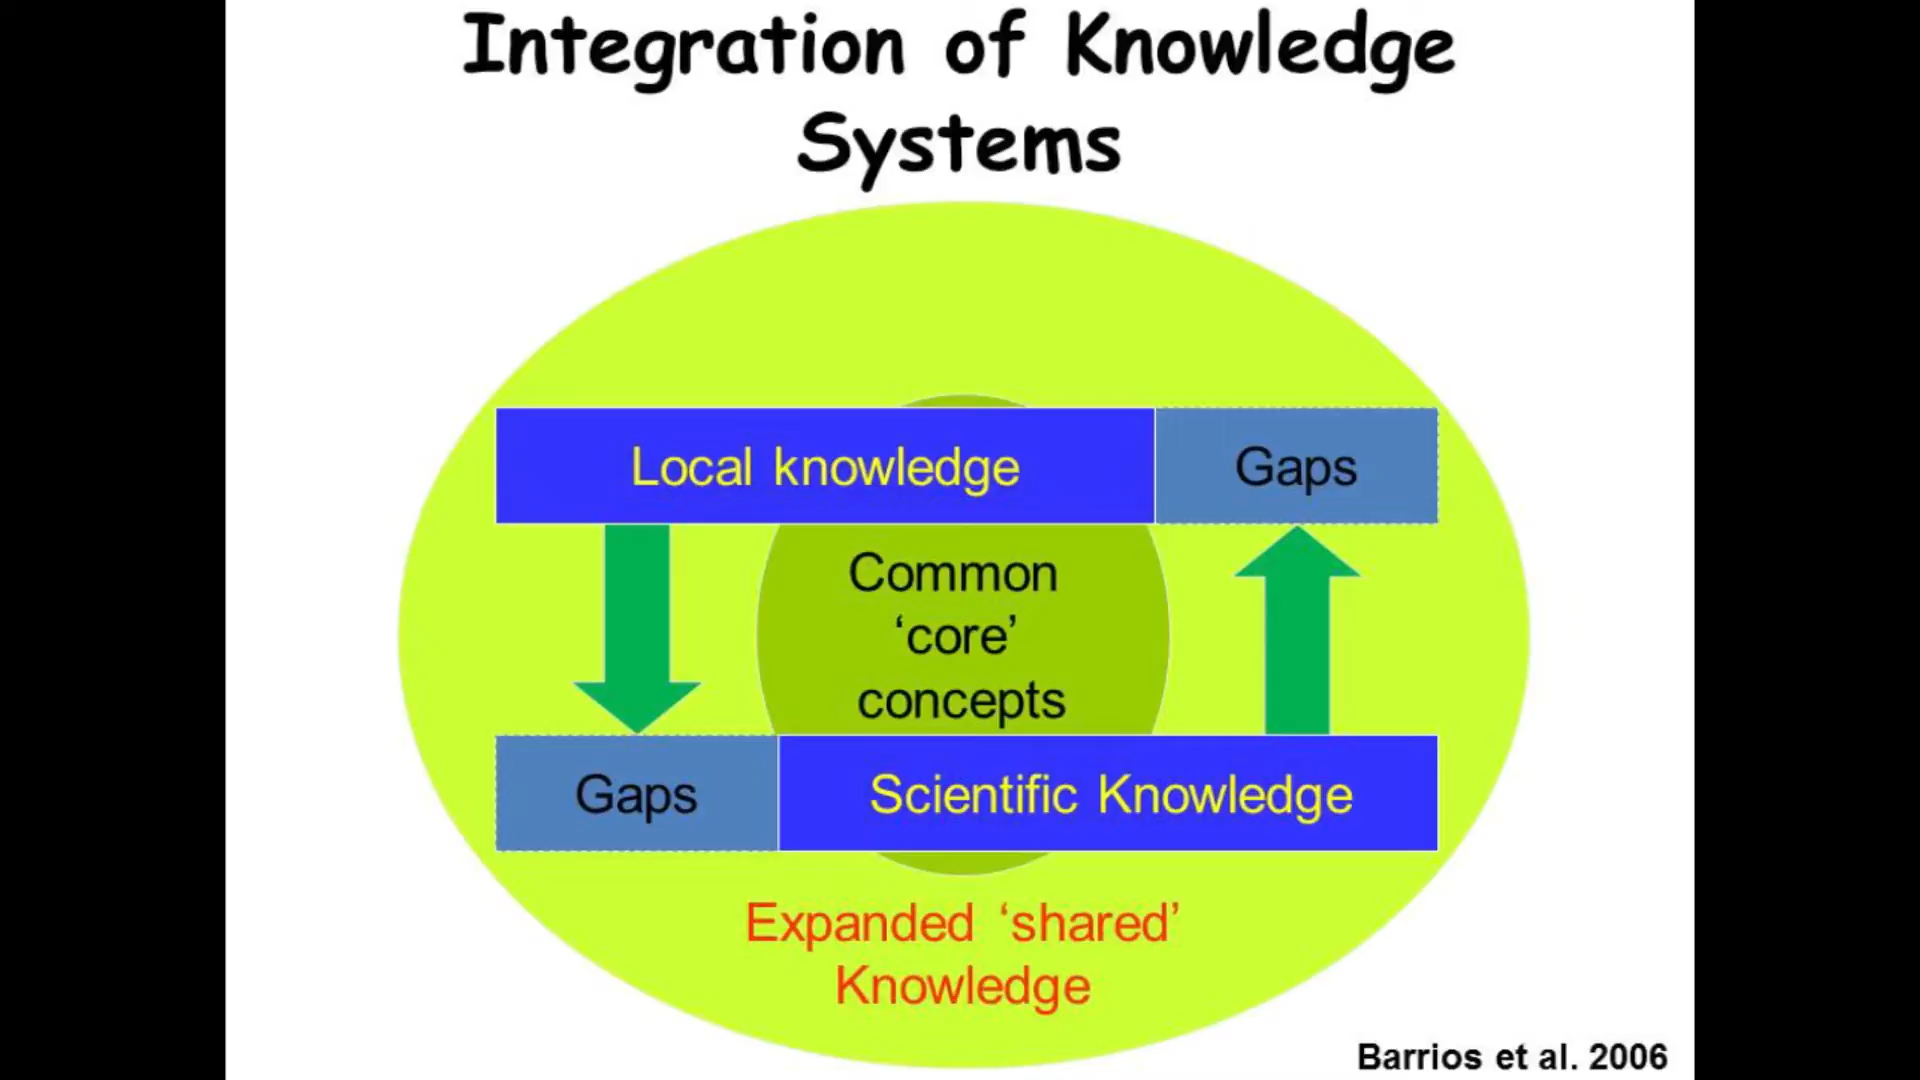 Integration of Knowledge
Systems
Local knowledge
Gaps
Common
‘core’
concepts
Gaps
Scientific Knowledge
Expanded ‘shared’
Knowledge
Barrios et al. 2006